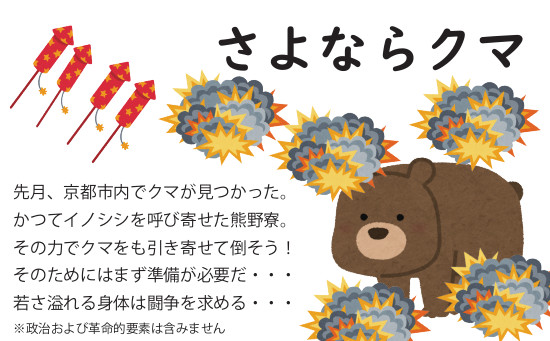 さよならクマ
先月、京都市内でクマが見つかった。
かつてイノシシを呼び寄せた熊野寮。
その力でクマをも引き寄せて倒そう！
そのためにはまず準備が必要だ・・・
若さ溢れる身体は闘争を求める・・・
※政治および革命的要素は含みません